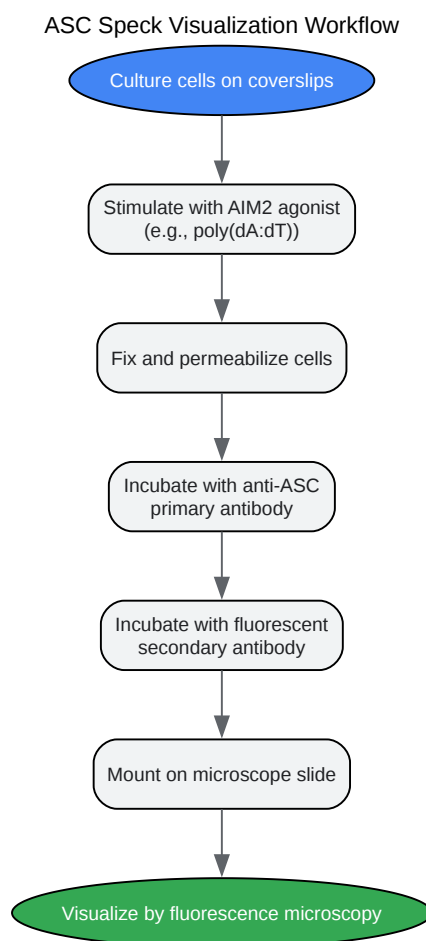 ASC Speck Visualization Workflow
Culture cells on coverslips
Stimulate with AIM2 agonist
(e.g., poly(dA:dT))
Fix and permeabilize cells
Incubate with anti-ASC
primary antibody
Incubate with fluorescent
secondary antibody
Mount on microscope slide
Visualize by fluorescence microscopy